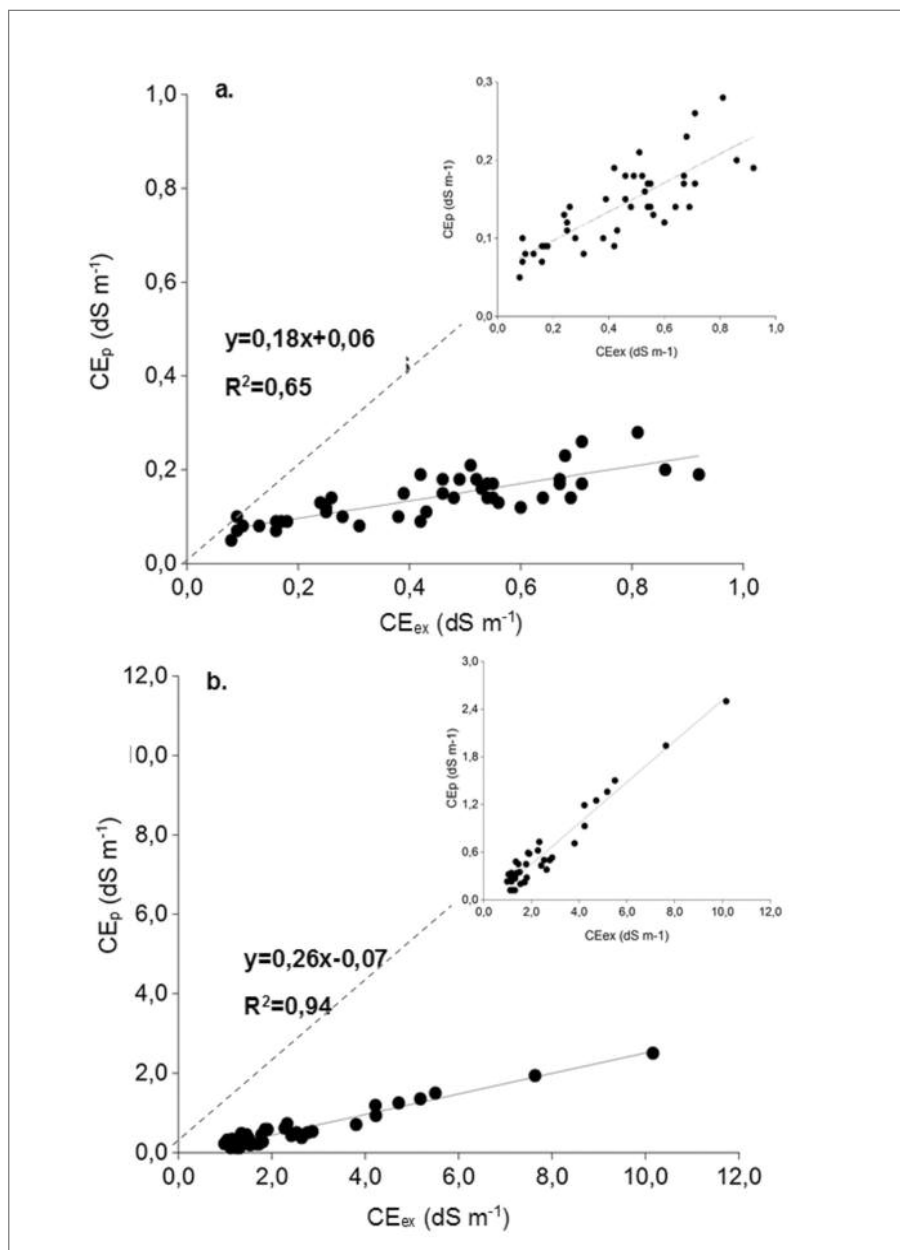 a.
1,0
0,8
0,6
0,4
0,2
0,0
CEₚ (dS m⁻¹)
y=0,18x+0,06
R²=0,65
0,0 0,2 0,4 0,6 0,8 1,0
CEₑₓ (dS m⁻¹)
0,3
0,2
0,1
0,0
CEp (dS m-1)
0,0 0,2 0,4 0,6 0,8 1,0
CEex (dS m-1)
b.
12,0
10,0
8,0
6,0
4,0
2,0
0,0
CEₚ (dS m⁻¹)
y=0,26x-0,07
R²=0,94
0,0 2,0 4,0 6,0 8,0 10,0 12,0
CEₑₓ (dS m⁻¹)
3,0
2,4
1,8
1,2
0,6
0,0
CEp (dS m-1)
0,0 2,0 4,0 6,0 8,0 10,0 12,0
CEex (dS m-1)